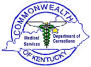 COMMONWEALTH
Medical Services
Department of Corrections
OF KENTUCKY